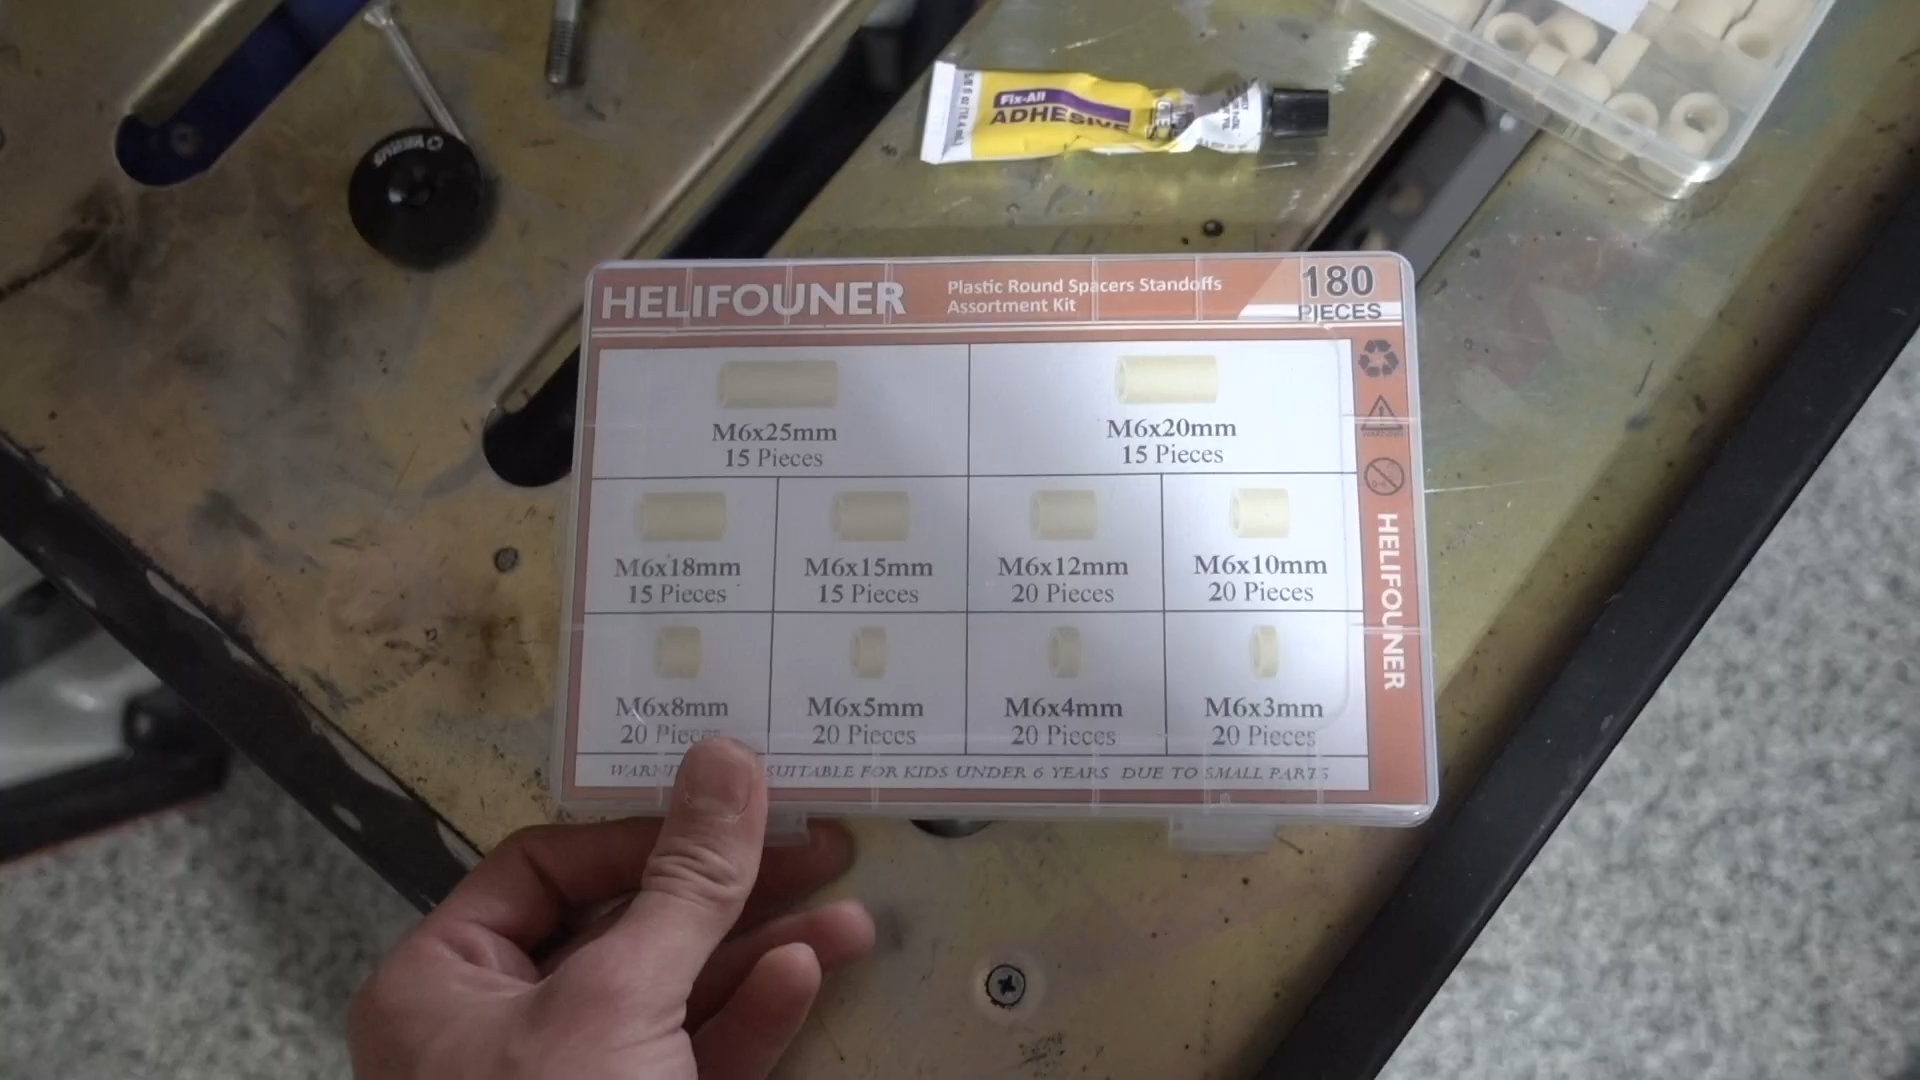 Fix-All
ADHESIVE
HELIFOUNER
Plastic Round Spacers Standoffs
Assortment Kit
180
PIECES
M6x25mm
15 Pieces
M6x20mm
15 Pieces
M6x18mm
15 Pieces
M6x15mm
15 Pieces
M6x12mm
20 Pieces
M6x10mm
20 Pieces
M6x8mm
20 Pieces
M6x5mm
20 Pieces
M6x4mm
20 Pieces
M6x3mm
20 Pieces
SUITABLE FOR KIDS UNDER 6 YEARS DUE TO SMALL PARTS
HELIFOUNER